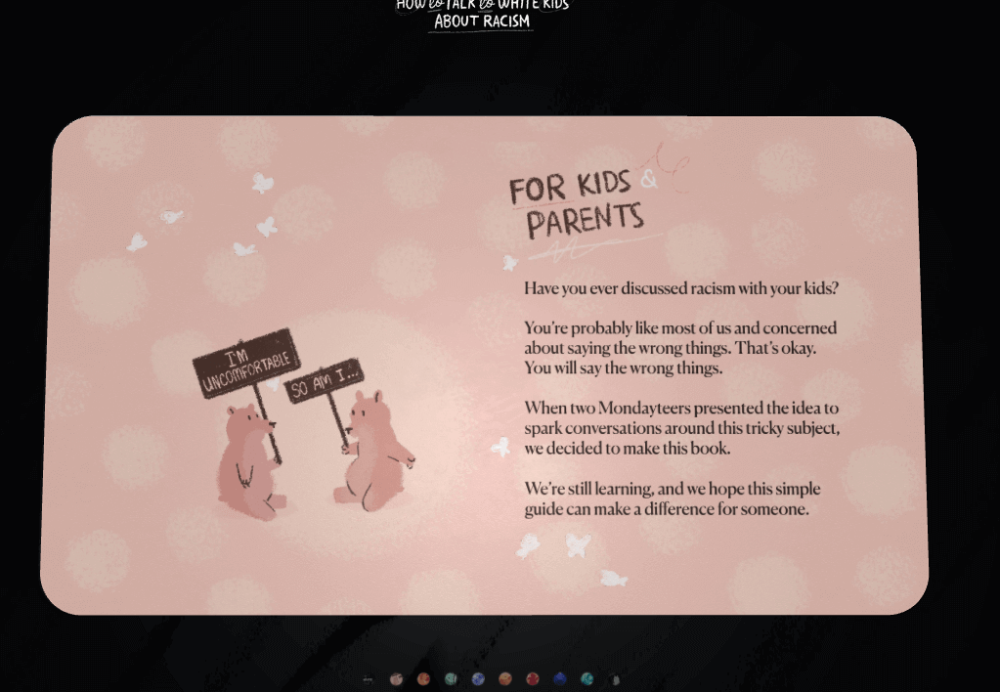 HOW to TALK to WHITE KIDS
ABOUT RACISM
FOR KIDS &
PARENTS
Have you ever discussed racism with your kids?
You're probably like most of us and concerned
about saying the wrong things. That's okay.
You will say the wrong things.
When two Mondayteers presented the idea to
spark conversations around this tricky subject,
we decided to make this book.
We're still learning, and we hope this simple
guide can make a difference for someone.
I'M
UNCOMFORTABLE
SO AM I...